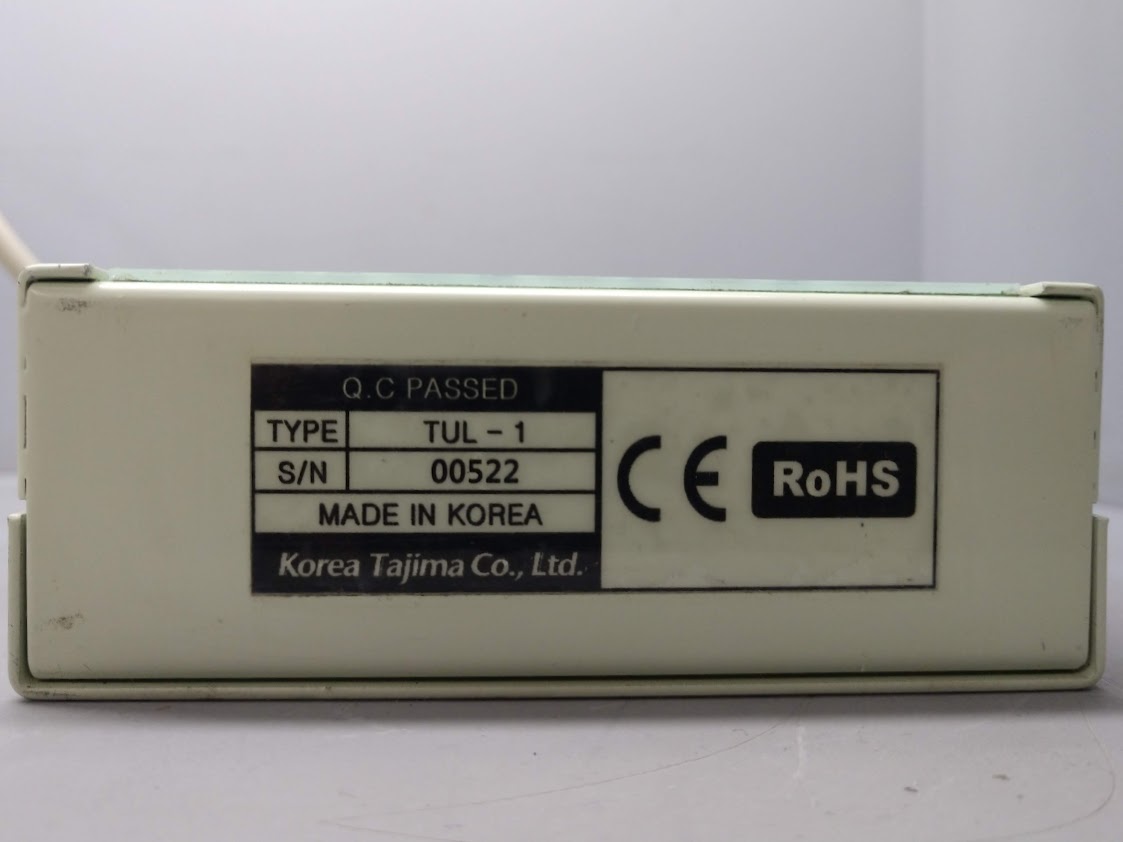 Q.C PASSED
TYPE TUL - 1
S/N 00522
MADE IN KOREA
Korea Tajima Co., Ltd.
CE RoHS